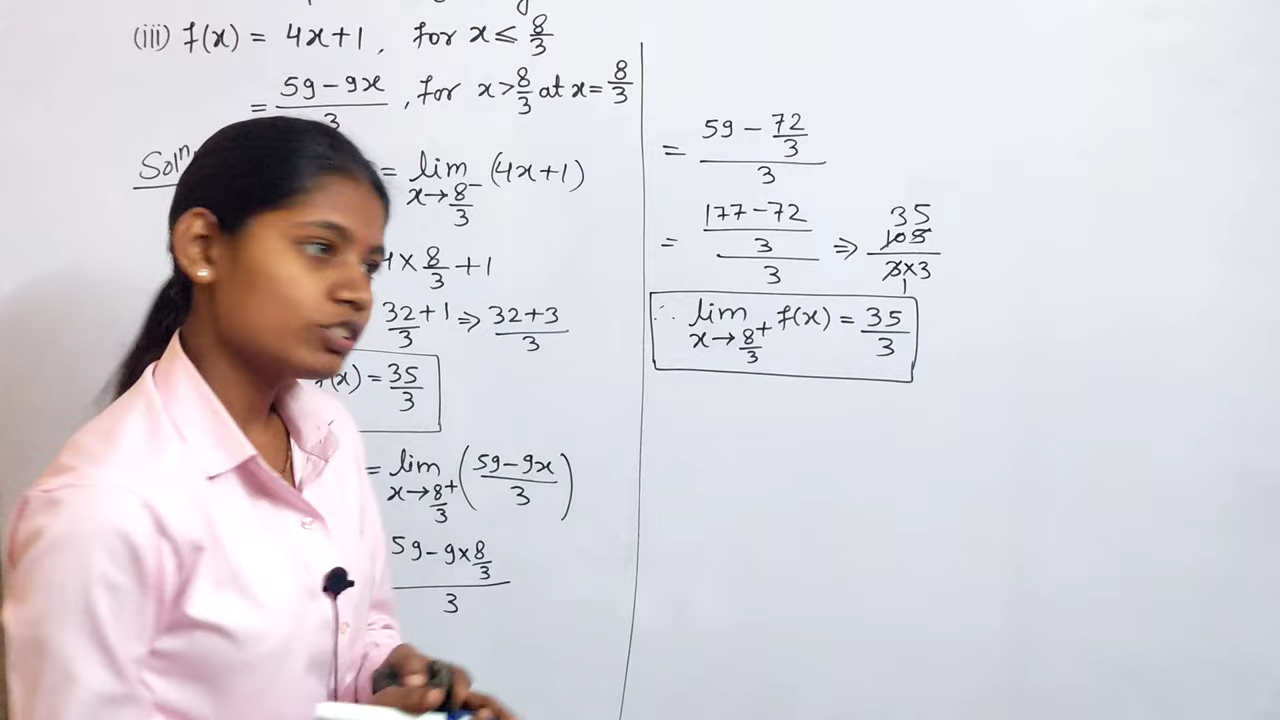 (iii) f(x) = 4x+1, for x ≤ 8/3
= 59-9x/3, for x > 8/3 at x = 8/3
Solⁿ
= lim x→8/3⁻ (4x+1)
4×8/3+1
32/3+1 ⇒ 32+3/3
(x) = 35/3
= lim x→8/3⁺ (59-9x/3)
59-9×8/3
3
= 59-72/3
3
= 177-72
3
3
⇒ 35
105
3×3
1
∴ lim x→8/3⁺ f(x) = 35/3